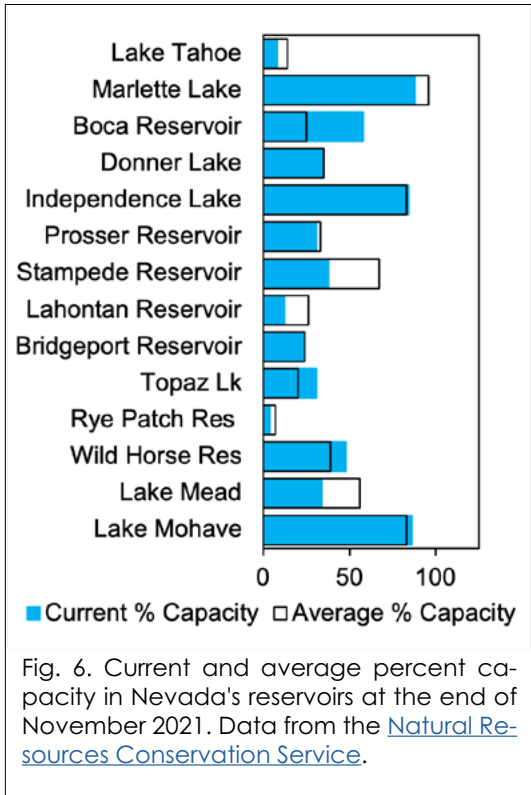 Lake Tahoe
Marlette Lake
Boca Reservoir
Donner Lake
Independence Lake
Prosser Reservoir
Stampede Reservoir
Lahontan Reservoir
Bridgeport Reservoir
Topaz Lk
Rye Patch Res
Wild Horse Res
Lake Mead
Lake Mohave
0 50 100
Current % Capacity Average % Capacity
Fig. 6. Current and average percent ca-
pacity in Nevada's reservoirs at the end of
November 2021. Data from the Natural Re-
sources Conservation Service.